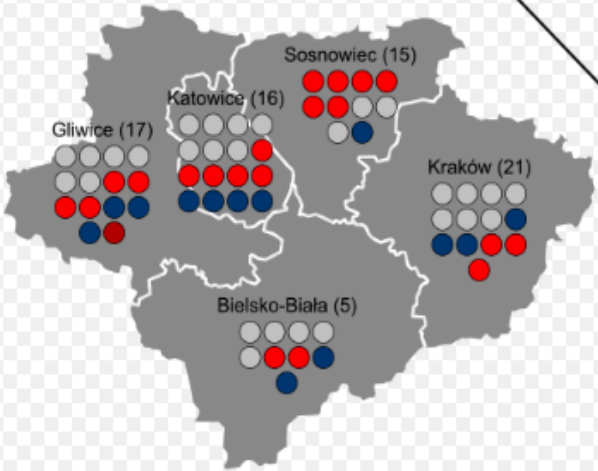 Sosnowiec (15)
Katowice (16)
Gliwice (17)
Kraków (21)
Bielsko-Biała (5)